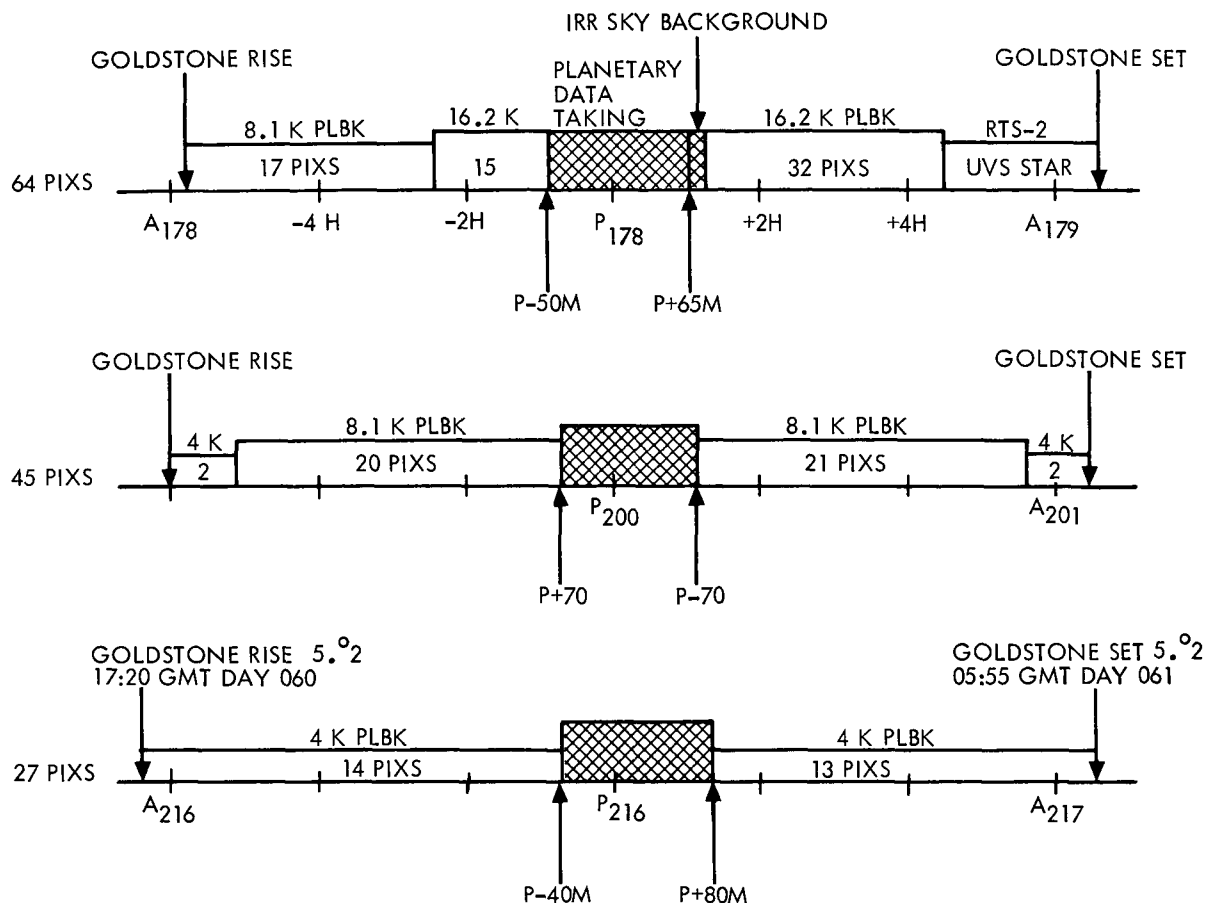 IRR SKY BACKGROUND
GOLDSTONE RISE
GOLDSTONE SET
PLANETARY
DATA
TAKING
8.1 K PLBK
16.2 K
16.2 K PLBK
RTS-2
64 PIXS
17 PIXS
15
32 PIXS
UVS STAR
A178
-4 H
-2H
P178
+2H
+4H
A179
P-50M
P+65M
GOLDSTONE RISE
GOLDSTONE SET
4 K
8.1 K PLBK
8.1 K PLBK
4 K
45 PIXS
2
20 PIXS
21 PIXS
2
P200
A201
P+70
P-70
GOLDSTONE RISE 5.°2
17:20 GMT DAY 060
GOLDSTONE SET 5.°2
05:55 GMT DAY 061
4 K PLBK
4 K PLBK
27 PIXS
14 PIXS
13 PIXS
A216
P216
A217
P-40M
P+80M